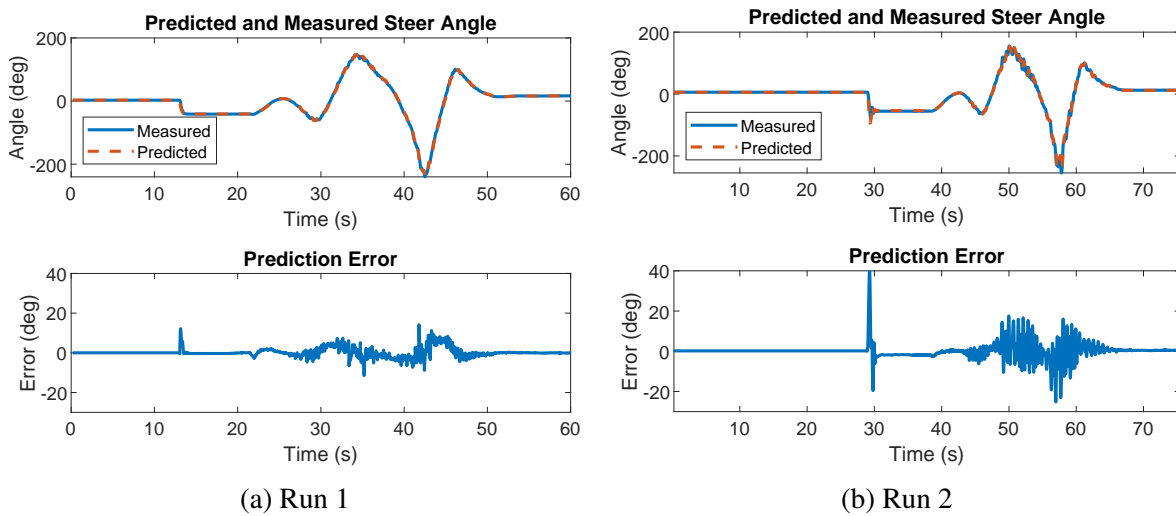 Predicted and Measured Steer Angle
200
0
-200
Angle (deg)
Measured
Predicted
0 10 20 30 40 50 60
Time (s)
Prediction Error
40
20
0
-20
Error (deg)
0 10 20 30 40 50 60
Time (s)
(a) Run 1
Predicted and Measured Steer Angle
200
0
-200
Angle (deg)
Measured
Predicted
10 20 30 40 50 60 70
Time (s)
Prediction Error
40
20
0
-20
Error (deg)
10 20 30 40 50 60 70
Time (s)
(b) Run 2